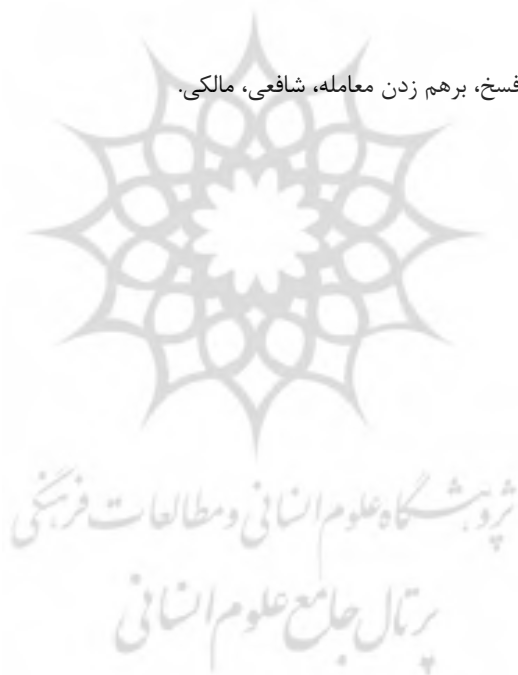 فسخ، برهم زدن معامله، شافعی، مالکی.
پژوهشگاه علوم انسانی و مطالعات فرهنگی
پرتال جامع علوم انسانی